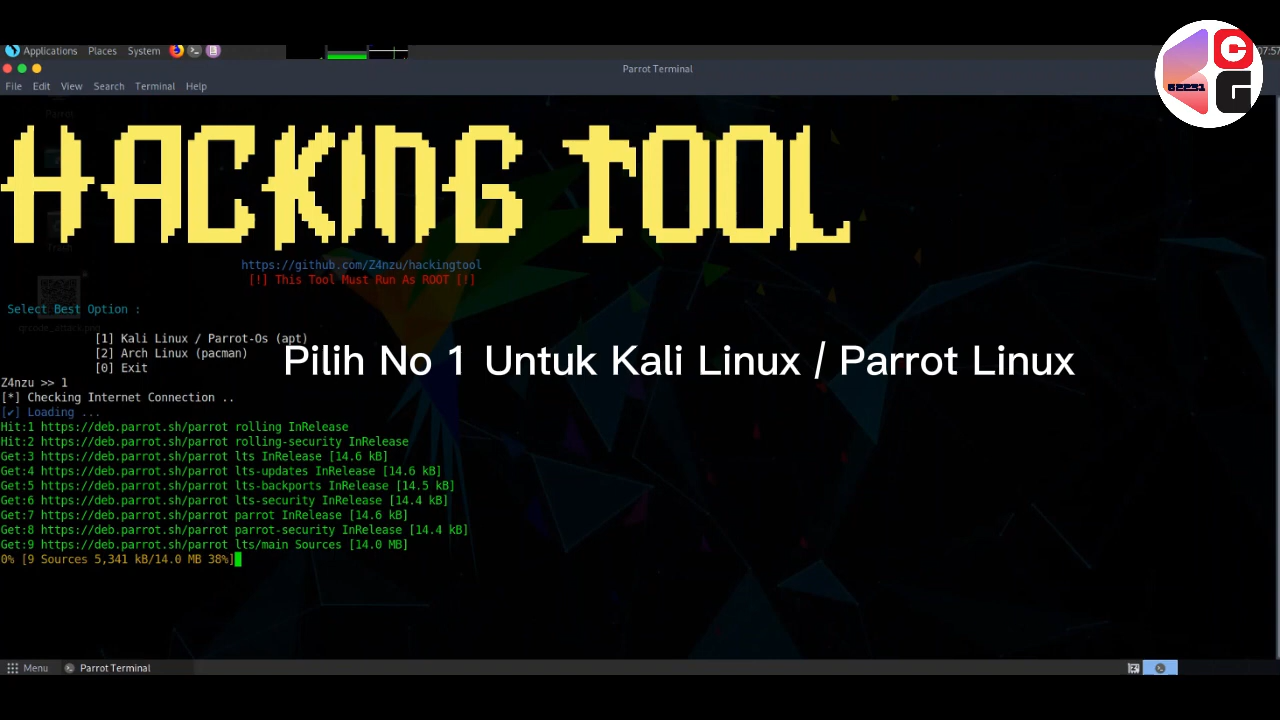 Applications Places System
07:57
Parrot Terminal
File Edit View Search Terminal Help
C
GEES1
G
HACKING TOOL
https://github.com/Z4nzu/hackingtool
[!] This Tool Must Run As ROOT [!]
Select Best Option :
[1] Kali Linux / Parrot-Os (apt)
[2] Arch Linux (pacman)
[0] Exit
Pilih No 1 Untuk Kali Linux / Parrot Linux
Z4nzu >> 1
[*] Checking Internet Connection ..
[✔] Loading ...
Hit:1 https://deb.parrot.sh/parrot rolling InRelease
Hit:2 https://deb.parrot.sh/parrot rolling-security InRelease
Get:3 https://deb.parrot.sh/parrot lts InRelease [14.6 kB]
Get:4 https://deb.parrot.sh/parrot lts-updates InRelease [14.6 kB]
Get:5 https://deb.parrot.sh/parrot lts-backports InRelease [14.5 kB]
Get:6 https://deb.parrot.sh/parrot lts-security InRelease [14.4 kB]
Get:7 https://deb.parrot.sh/parrot parrot InRelease [14.6 kB]
Get:8 https://deb.parrot.sh/parrot parrot-security InRelease [14.4 kB]
Get:9 https://deb.parrot.sh/parrot lts/main Sources [14.0 MB]
0% [9 Sources 5,341 kB/14.0 MB 38%]
Menu Parrot Terminal